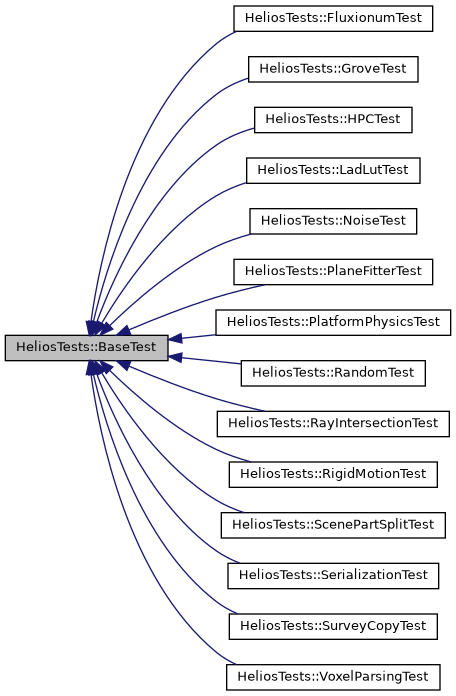 HeliosTests::FluxionumTest
HeliosTests::GroveTest
HeliosTests::HPCTest
HeliosTests::LadLutTest
HeliosTests::NoiseTest
HeliosTests::PlaneFitterTest
HeliosTests::PlatformPhysicsTest
HeliosTests::BaseTest
HeliosTests::RandomTest
HeliosTests::RayIntersectionTest
HeliosTests::RigidMotionTest
HeliosTests::ScenePartSplitTest
HeliosTests::SerializationTest
HeliosTests::SurveyCopyTest
HeliosTests::VoxelParsingTest